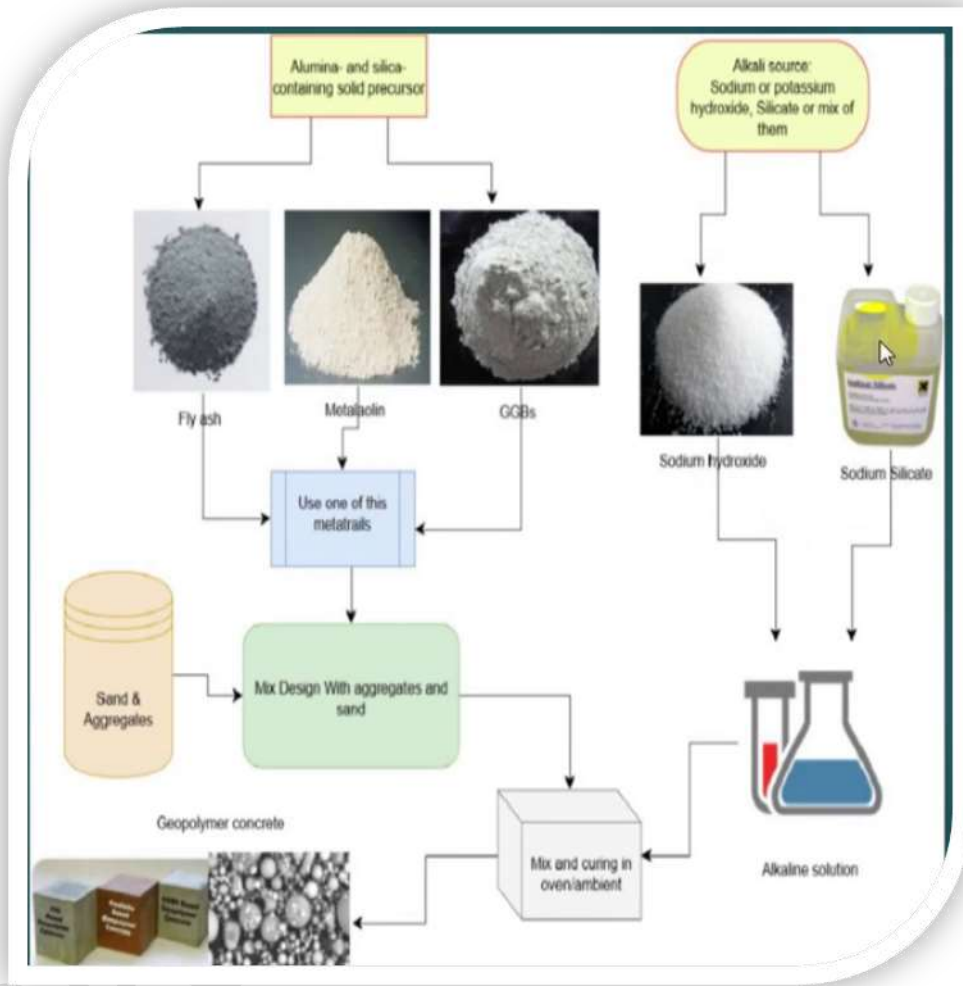 Alumina- and silica-
containing solid precursor
Alkali source:
Sodium or potassium
hydroxide, Silicate or mix of
them
Fly ash
Metalaolin
GGBs
Sodium hydroxide
Sodium Silicate
Use one of this
metatrails
Sand &
Aggregates
Mix Design With aggregates and
sand
Geopolymer concrete
Mix and curing in
oven/ambient
Alkaline solution